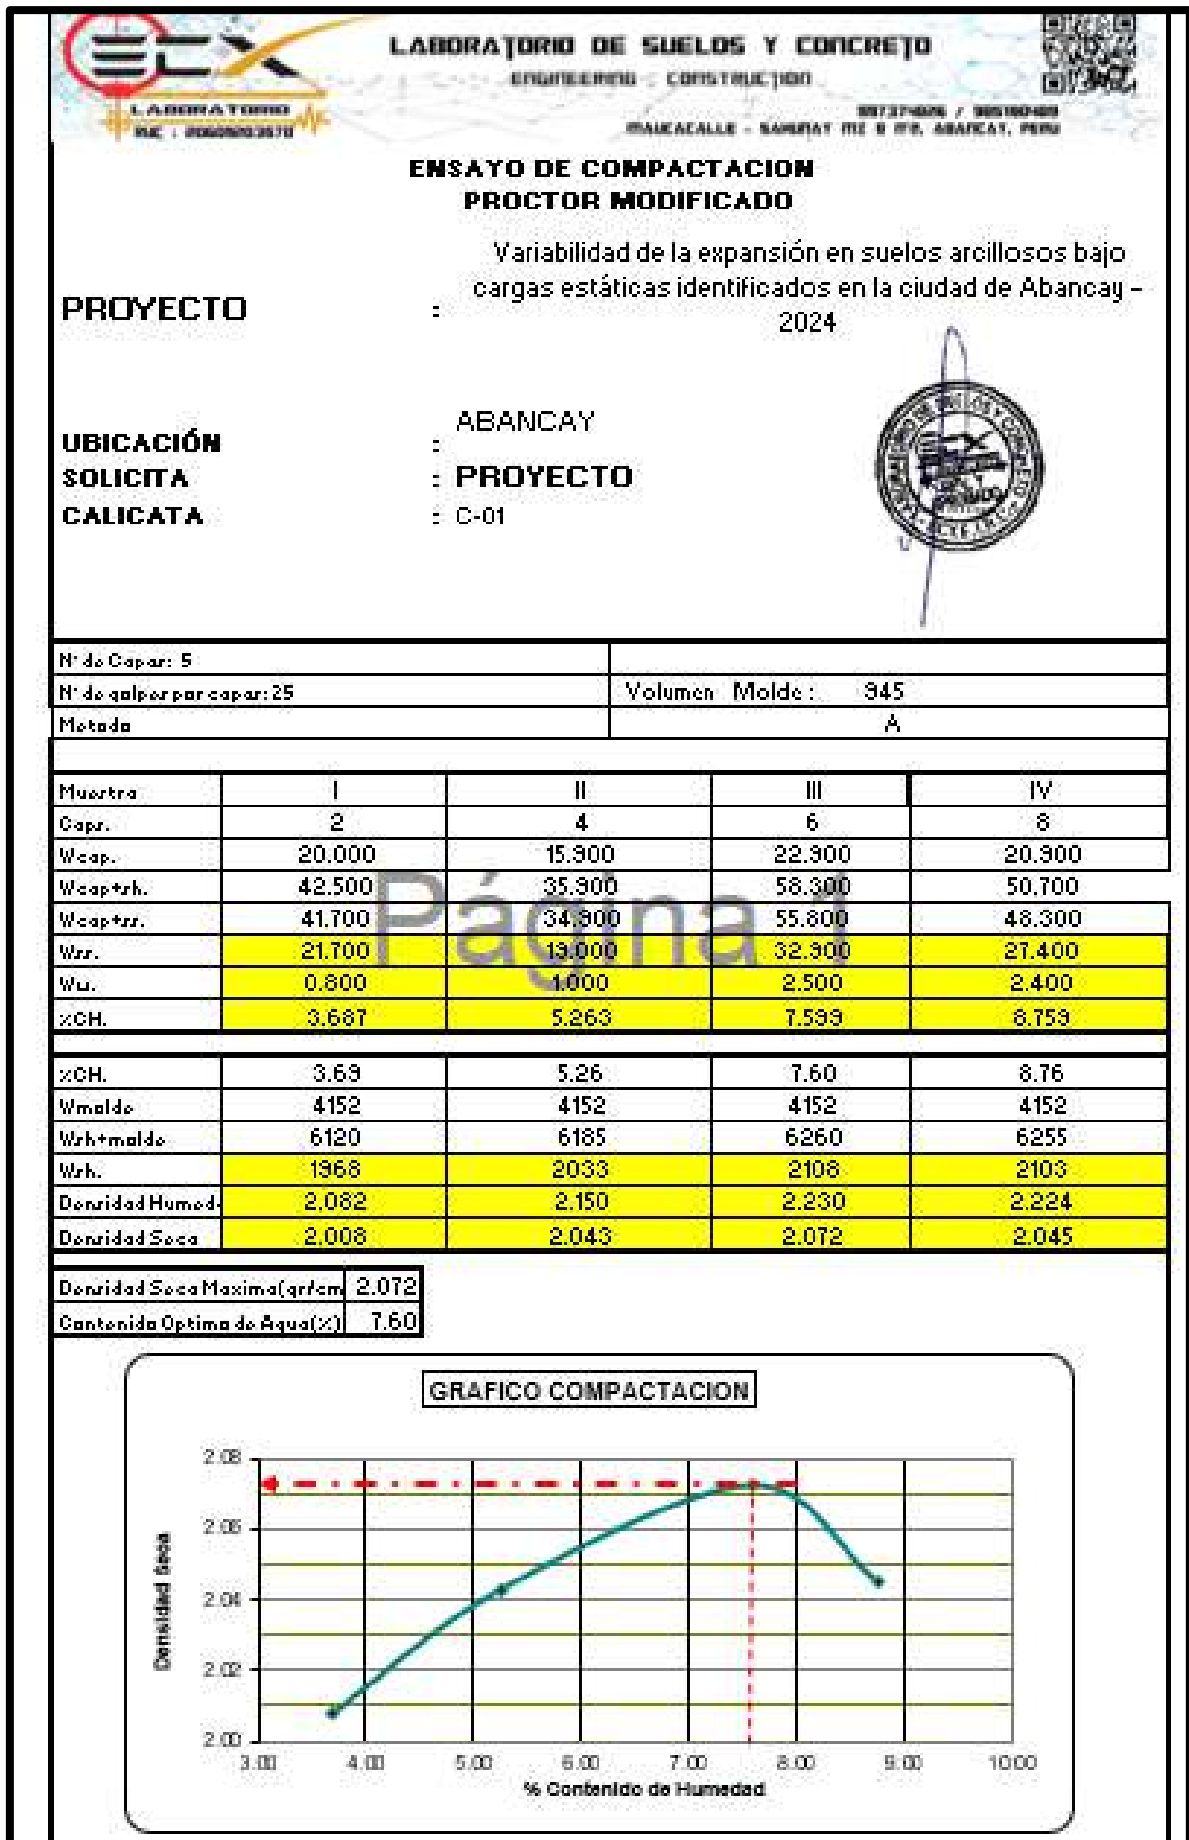 LABORATORIO DE SUELOS Y CONCRETO
ENGINEERING - CONSTRUCTION
LABORATORIO
MAUCACALLE - ABANCAY, PERU
ENSAYO DE COMPACTACION
PROCTOR MODIFICADO
PROYECTO : Variabilidad de la expansión en suelos arcillosos bajo
cargas estáticas identificados en la ciudad de Abancay –
2024
UBICACIÓN : ABANCAY
SOLICITA : PROYECTO
CALICATA : C-01
N° de Capas: 5
N° de golpes por capas: 25 Volumen Molde : 945
Metodo A
Muestra I II III IV
Caps. 2 4 6 8
Wcap. 20.000 15.900 22.900 20.900
Wcap+sh. 42.500 35.900 58.300 50.700
Wcap+ss. 41.700 34.900 55.800 48.300
Wss. 21.700 19.000 32.900 27.400
Ww. 0.800 1.000 2.500 2.400
%CH. 3.687 5.263 7.599 8.759
%CH. 3.69 5.26 7.60 8.76
Wmolde 4152 4152 4152 4152
Wsh+molde 6120 6185 6260 6255
Wsh. 1968 2033 2108 2103
Densidad Humed 2.082 2.150 2.230 2.224
Densidad Seca 2.008 2.043 2.072 2.045
Página 1
Densidad Seca Maxima(gr/cm 2.072
Contenido Optimo de Agua(%) 7.60
GRAFICO COMPACTACION
Densidad Seca
2.08
2.06
2.04
2.02
2.00
3.00 4.00 5.00 6.00 7.00 8.00 9.00 10.00
% Contenido de Humedad